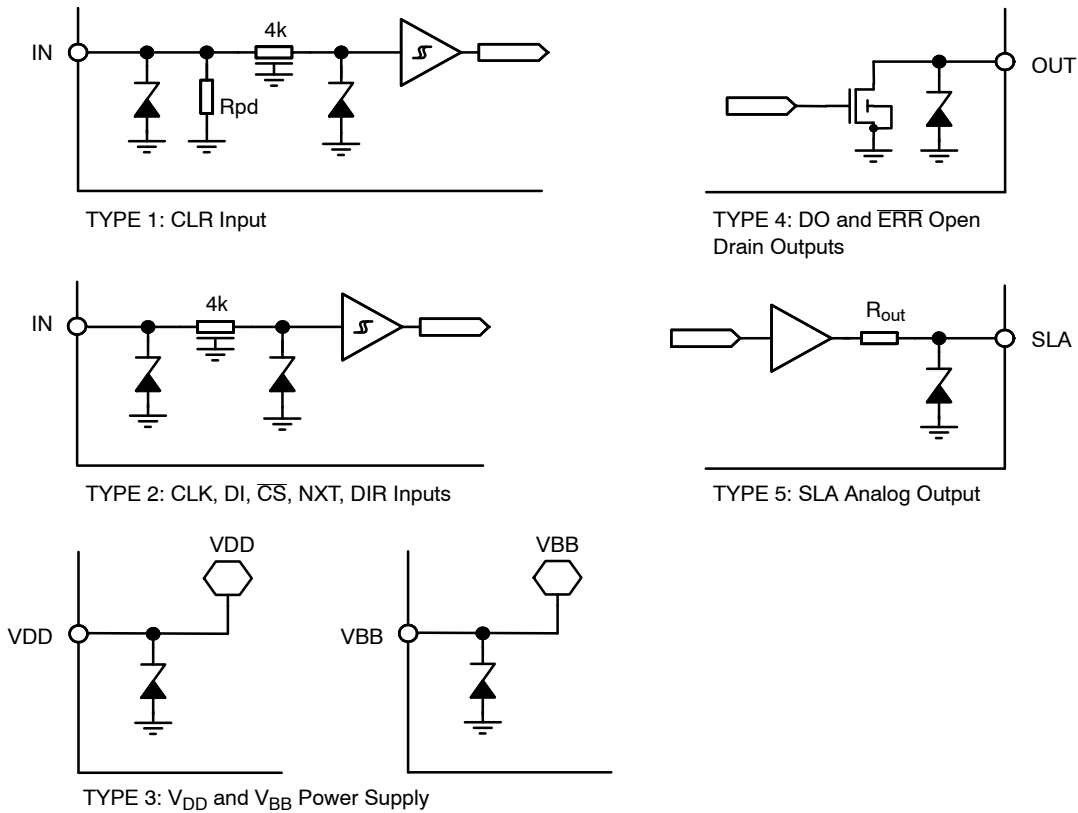 IN
4k
Rpd
TYPE 1: CLR Input
OUT
TYPE 4: DO and E̅R̅R̅ Open
Drain Outputs
IN
4k
TYPE 2: CLK, DI, C̅S̅, NXT, DIR Inputs
Rout
SLA
TYPE 5: SLA Analog Output
VDD
VDD
VBB
VBB
TYPE 3: VDD and VBB Power Supply